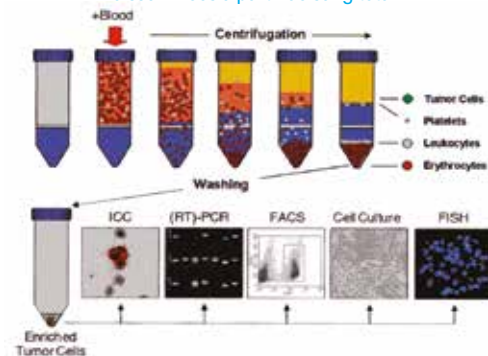 +Blood
Centrifugation
Tumor Cells
Platelets
Leukocytes
Erythrocytes
Washing
ICC
(RT)-PCR
FACS
Cell Culture
FISH
Enriched
Tumor Cells